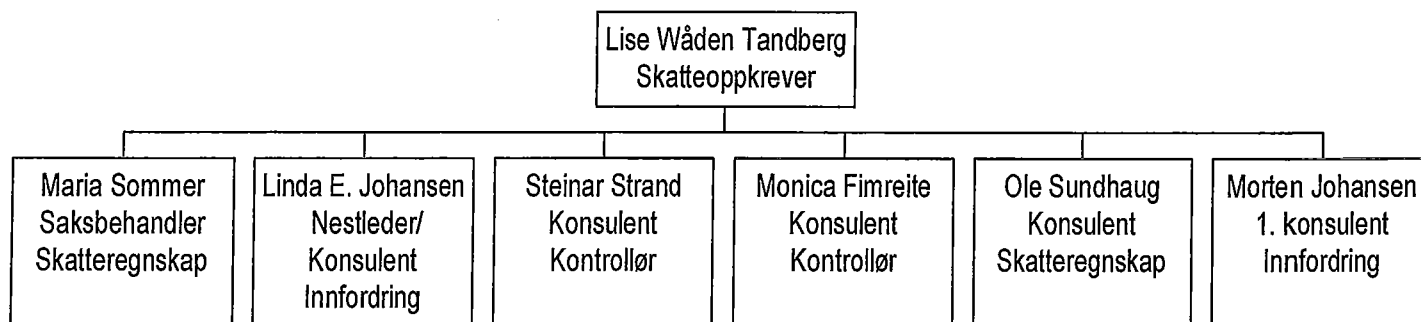 Lise Wåden Tandberg
Skatteoppkrever
Maria Sommer
Saksbehandler
Skatteregnskap
Linda E. Johansen
Nestleder/
Konsulent
Innfordring
Steinar Strand
Konsulent
Kontrollør
Monica Fimreite
Konsulent
Kontrollør
Ole Sundhaug
Konsulent
Skatteregnskap
Morten Johansen
1. konsulent
Innfordring